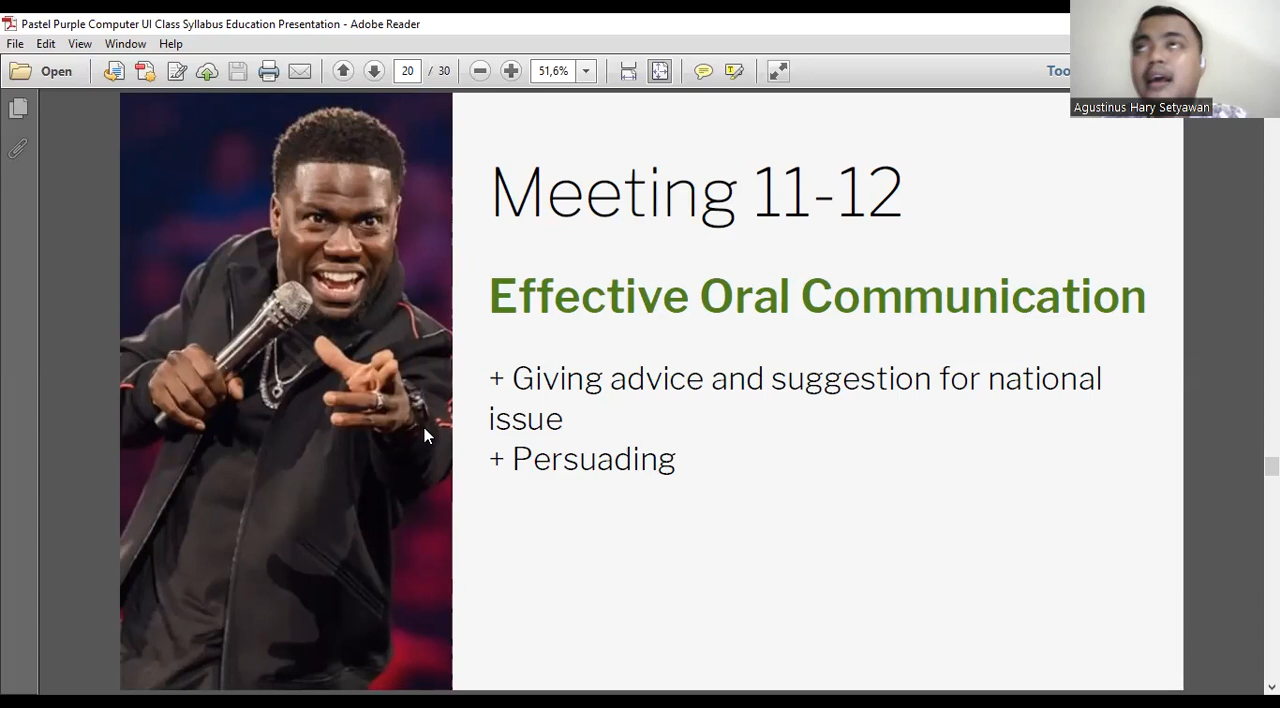 Pastel Purple Computer UI Class Syllabus Education Presentation - Adobe Reader
File Edit View Window Help
Open 20 / 30 51,6% Too
Agustinus Hary Setyawan
Meeting 11-12
Effective Oral Communication
+ Giving advice and suggestion for national
issue
+ Persuading